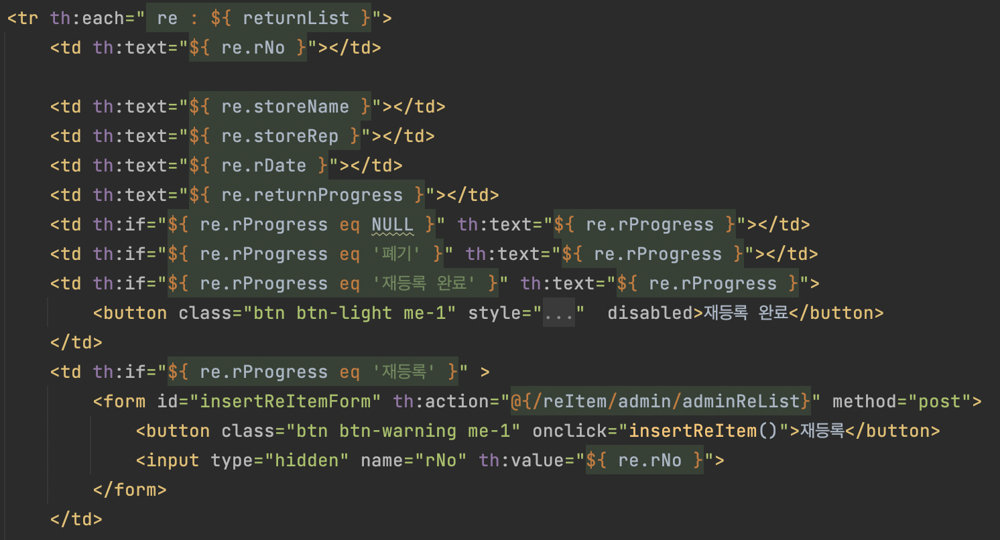 <tr th:each=" re : ${ returnList }">
<td th:text="${ re.rNo }"></td>
<td th:text="${ re.storeName }"></td>
<td th:text="${ re.storeRep }"></td>
<td th:text="${ re.rDate }"></td>
<td th:text="${ re.returnProgress }"></td>
<td th:if="${ re.rProgress eq NULL }" th:text="${ re.rProgress }"></td>
<td th:if="${ re.rProgress eq '폐기' }" th:text="${ re.rProgress }"></td>
<td th:if="${ re.rProgress eq '재등록 완료' }" th:text="${ re.rProgress }">
<button class="btn btn-light me-1" style="..."  disabled>재등록 완료</button>
</td>
<td th:if="${ re.rProgress eq '재등록' }" >
<form id="insertReItemForm" th:action="@{/reItem/admin/adminReList}" method="post">
<button class="btn btn-warning me-1" onclick="insertReItem()">재등록</button>
<input type="hidden" name="rNo" th:value="${ re.rNo }">
</form>
</td>